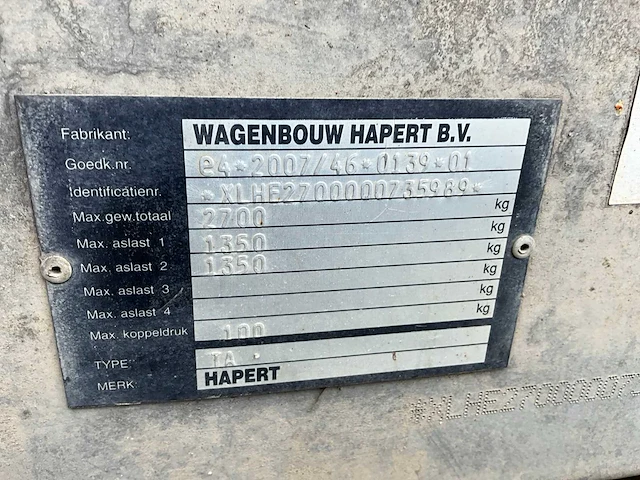 Fabrikant: WAGENBOUW HAPERT B.V.
Goedk.nr. e4*2007/46*0139*01
Identificatienr. *XLHE2700000Z35989*
Max.gew.totaal 2700 kg
Max. aslast 1 1350 kg
Max. aslast 2 1350 kg
Max. aslast 3 kg
Max. aslast 4 kg
Max. koppeldruk 100 kg
TYPE: TA
MERK: HAPERT
*XLHE2700000